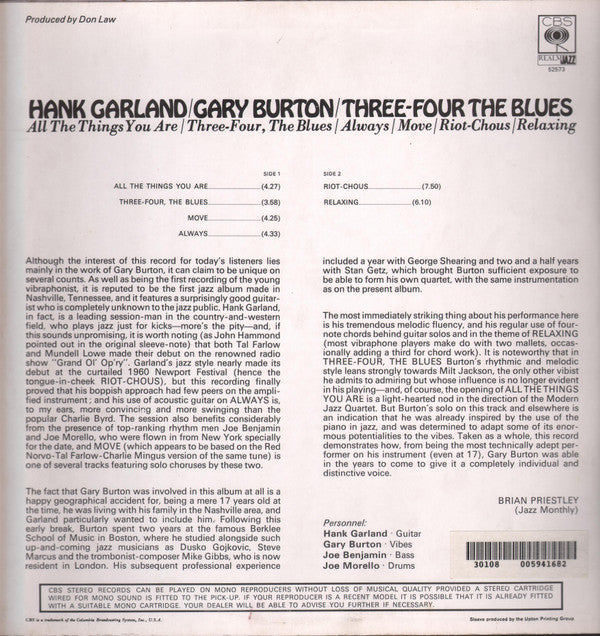 Produced by Don Law
CBS
REALM JAZZ
52573
HANK GARLAND/GARY BURTON/THREE-FOUR THE BLUES
All The Things You Are/Three-Four, The Blues/Always/Move/Riot-Chous/Relaxing
SIDE 1
ALL THE THINGS YOU ARE (4.27)
THREE-FOUR, THE BLUES (3.58)
MOVE (4.25)
ALWAYS (4.33)
SIDE 2
RIOT-CHOUS (7.50)
RELAXING (6.10)
Although the interest of this record for today's listeners lies
mainly in the work of Gary Burton, it can claim to be unique on
several counts. As well as being the first recording of the young
vibraphonist, it is reputed to be the first jazz album made in
Nashville, Tennessee, and it features a surprisingly good guitar-
ist who is completely unknown to the jazz public. Hank Garland,
in fact, is a leading session-man in the country-and-western
field, who plays jazz just for kicks—more's the pity—and, if
this sounds unpromising, it is worth noting (as John Hammond
pointed out in the original sleeve-note) that both Tal Farlow
and Mundell Lowe made their debut on the renowned radio
show "Grand Ol' Op'ry". Garland's jazz style nearly made its
debut at the curtailed 1960 Newport Festival (hence the
tongue-in-cheek RIOT-CHOUS), but this recording finally
proved that his boppish approach had few peers on the ampli-
fied instrument; and his use of acoustic guitar on ALWAYS is,
to my ears, more convincing and more swinging than the
popular Charlie Byrd. The session also benefits considerably
from the presence of top-ranking rhythm men Joe Benjamin
and Joe Morello, who were flown in from New York specially
for the date, and MOVE (which appears to be based on the Red
Norvo-Tal Farlow-Charlie Mingus version of the same tune) is
one of several tracks featuring solo choruses by these two.
The fact that Gary Burton was involved in this album at all is a
happy geographical accident for, being a mere 17 years old at
the time, he was living with his family in the Nashville area, and
Garland particularly wanted to include him. Following this
early break, Burton spent two years at the famous Berklee
School of Music in Boston, where he studied alongside such
up-and-coming jazz musicians as Dusko Gojkovic, Steve
Marcus and the trombonist-composer Mike Gibbs, who is now
resident in London. His subsequent professional experience
included a year with George Shearing and two and a half years
with Stan Getz, which brought Burton sufficient exposure to
be able to form his own quartet, with the same instrumentation
as on the present album.
The most immediately striking thing about his performance here
is his tremendous melodic fluency, and his regular use of four-
note chords behind guitar solos and in the theme of RELAXING
(most vibraphone players make do with two mallets, occas-
ionally adding a third for chord work). It is noteworthy that in
THREE-FOUR, THE BLUES Burton's rhythmic and melodic
style leans strongly towards Milt Jackson, the only other vibist
he admits to admiring but whose influence is no longer evident
in his playing—and, of course, the opening of ALL THE THINGS
YOU ARE is a light-hearted nod in the direction of the Modern
Jazz Quartet. But Burton's solo on this track and elsewhere is
an indication that he was already inspired by the use of the
piano in jazz, and was determined to adapt some of its enor-
mous potentialities to the vibes. Taken as a whole, this record
demonstrates how, from being the most technically adept per-
former on his instrument (even at 17), Gary Burton was able
in the years to come to give it a completely individual and
distinctive voice.
BRIAN PRIESTLEY
(Jazz Monthly)
Personnel:
Hank Garland · Guitar
Gary Burton · Vibes
Joe Benjamin · Bass
Joe Morello · Drums
30108 005941682
CBS STEREO RECORDS CAN BE PLAYED ON MONO REPRODUCERS WITHOUT LOSS OF MUSICAL QUALITY PROVIDED A STEREO CARTRIDGE
WIRED FOR MONO SOUND IS FITTED TO THE PICK-UP. IF YOUR REPRODUCER IS A RECENT MODEL IT IS POSSIBLE THAT IT IS ALREADY FITTED
WITH A SUITABLE MONO CARTRIDGE. YOUR DEALER WILL BE ABLE TO ADVISE YOU FURTHER IF NECESSARY.
CBS is a trademark of the Columbia Broadcasting System, Inc., U.S.A.
Sleeve produced by the Upton Printing Group